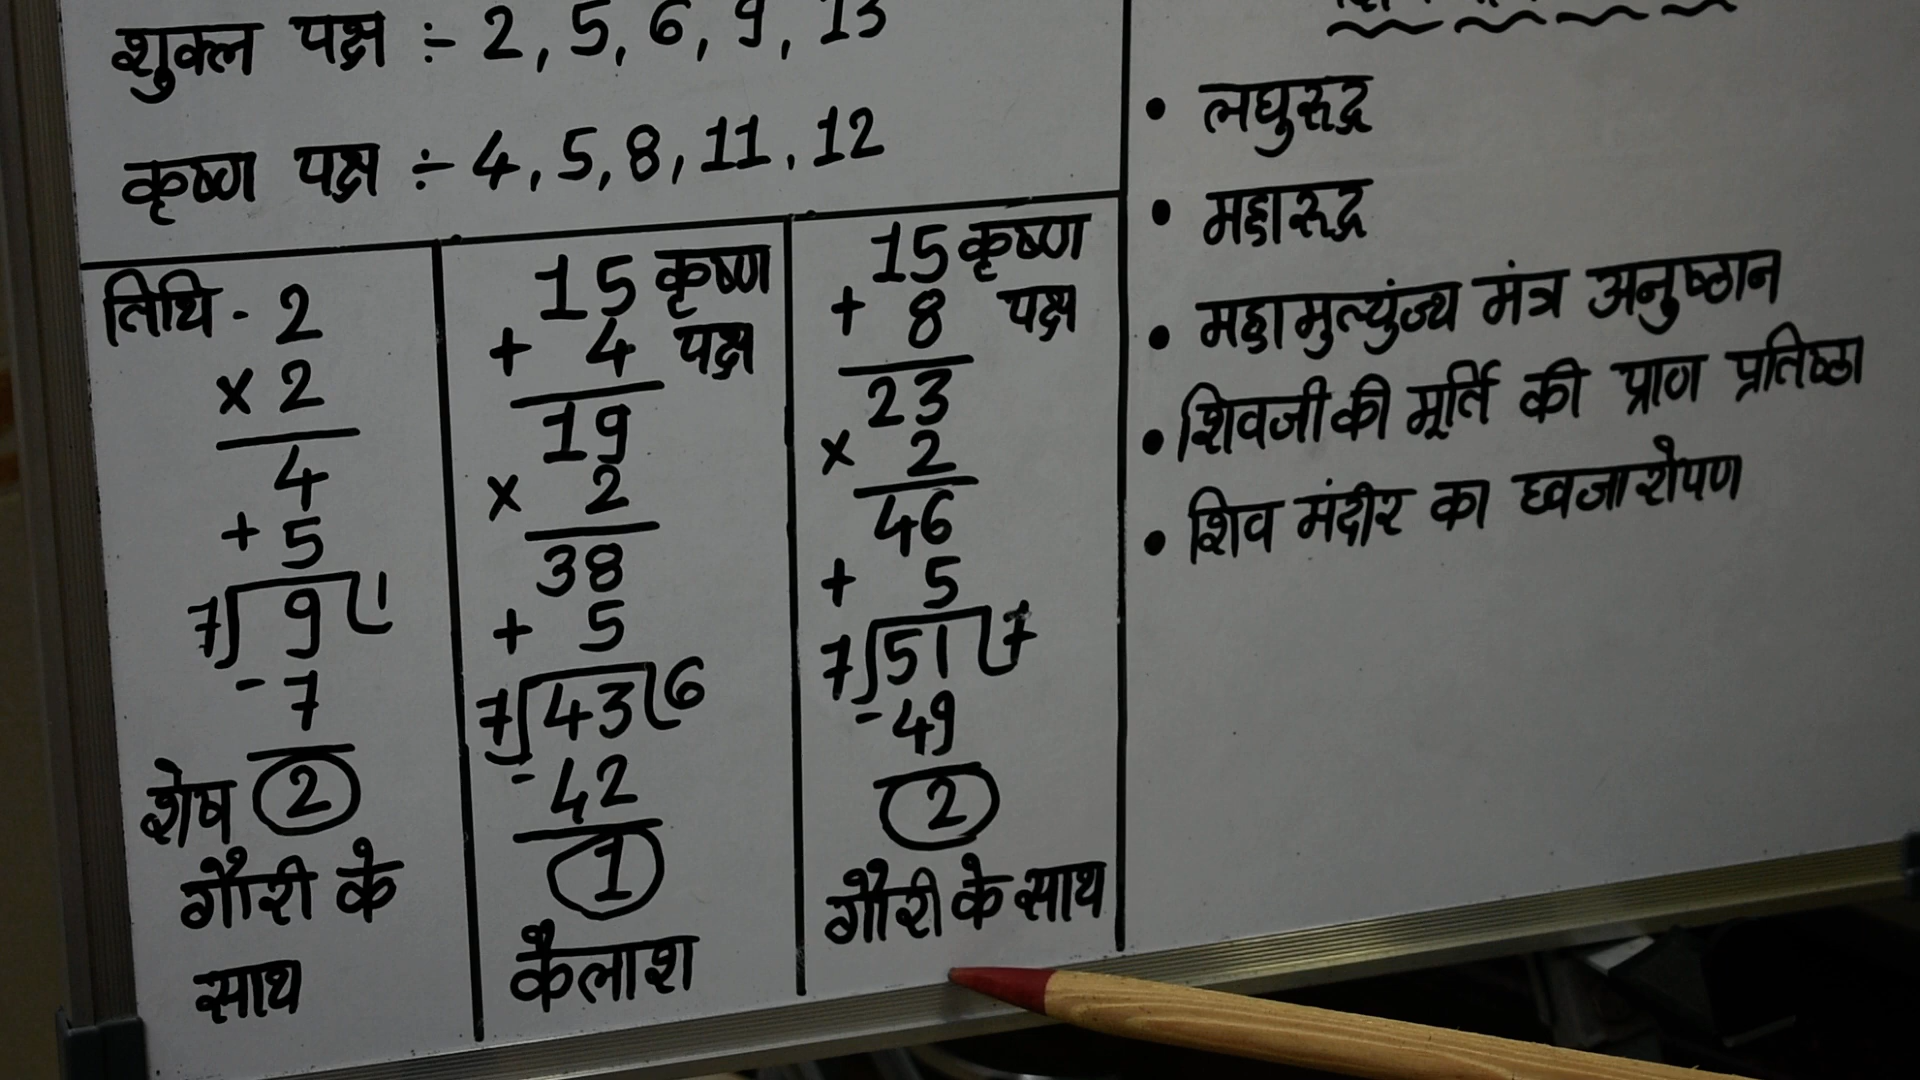 शुक्ल पक्ष ÷ 2, 5, 6, 9, 13
कृष्ण पक्ष ÷ 4, 5, 8, 11, 12
तिथि - 2
x 2
4
+ 5
7 9 1
- 7
शेष 2
गौरी के
साथ
15 कृष्ण
+ 4 पक्ष
19
x 2
38
+ 5
7 43 6
- 42
1
कैलाश
15 कृष्ण
+ 8 पक्ष
23
x 2
46
+ 5
7 51 7
- 49
2
गौरी के साथ
• लघुरुद्र
• महारुद्र
• महामुत्युंज्य मंत्र अनुष्ठान
• शिवजी की मूर्ति की प्राण प्रतिष्ठा
• शिव मंदीर का ध्वजारोपण